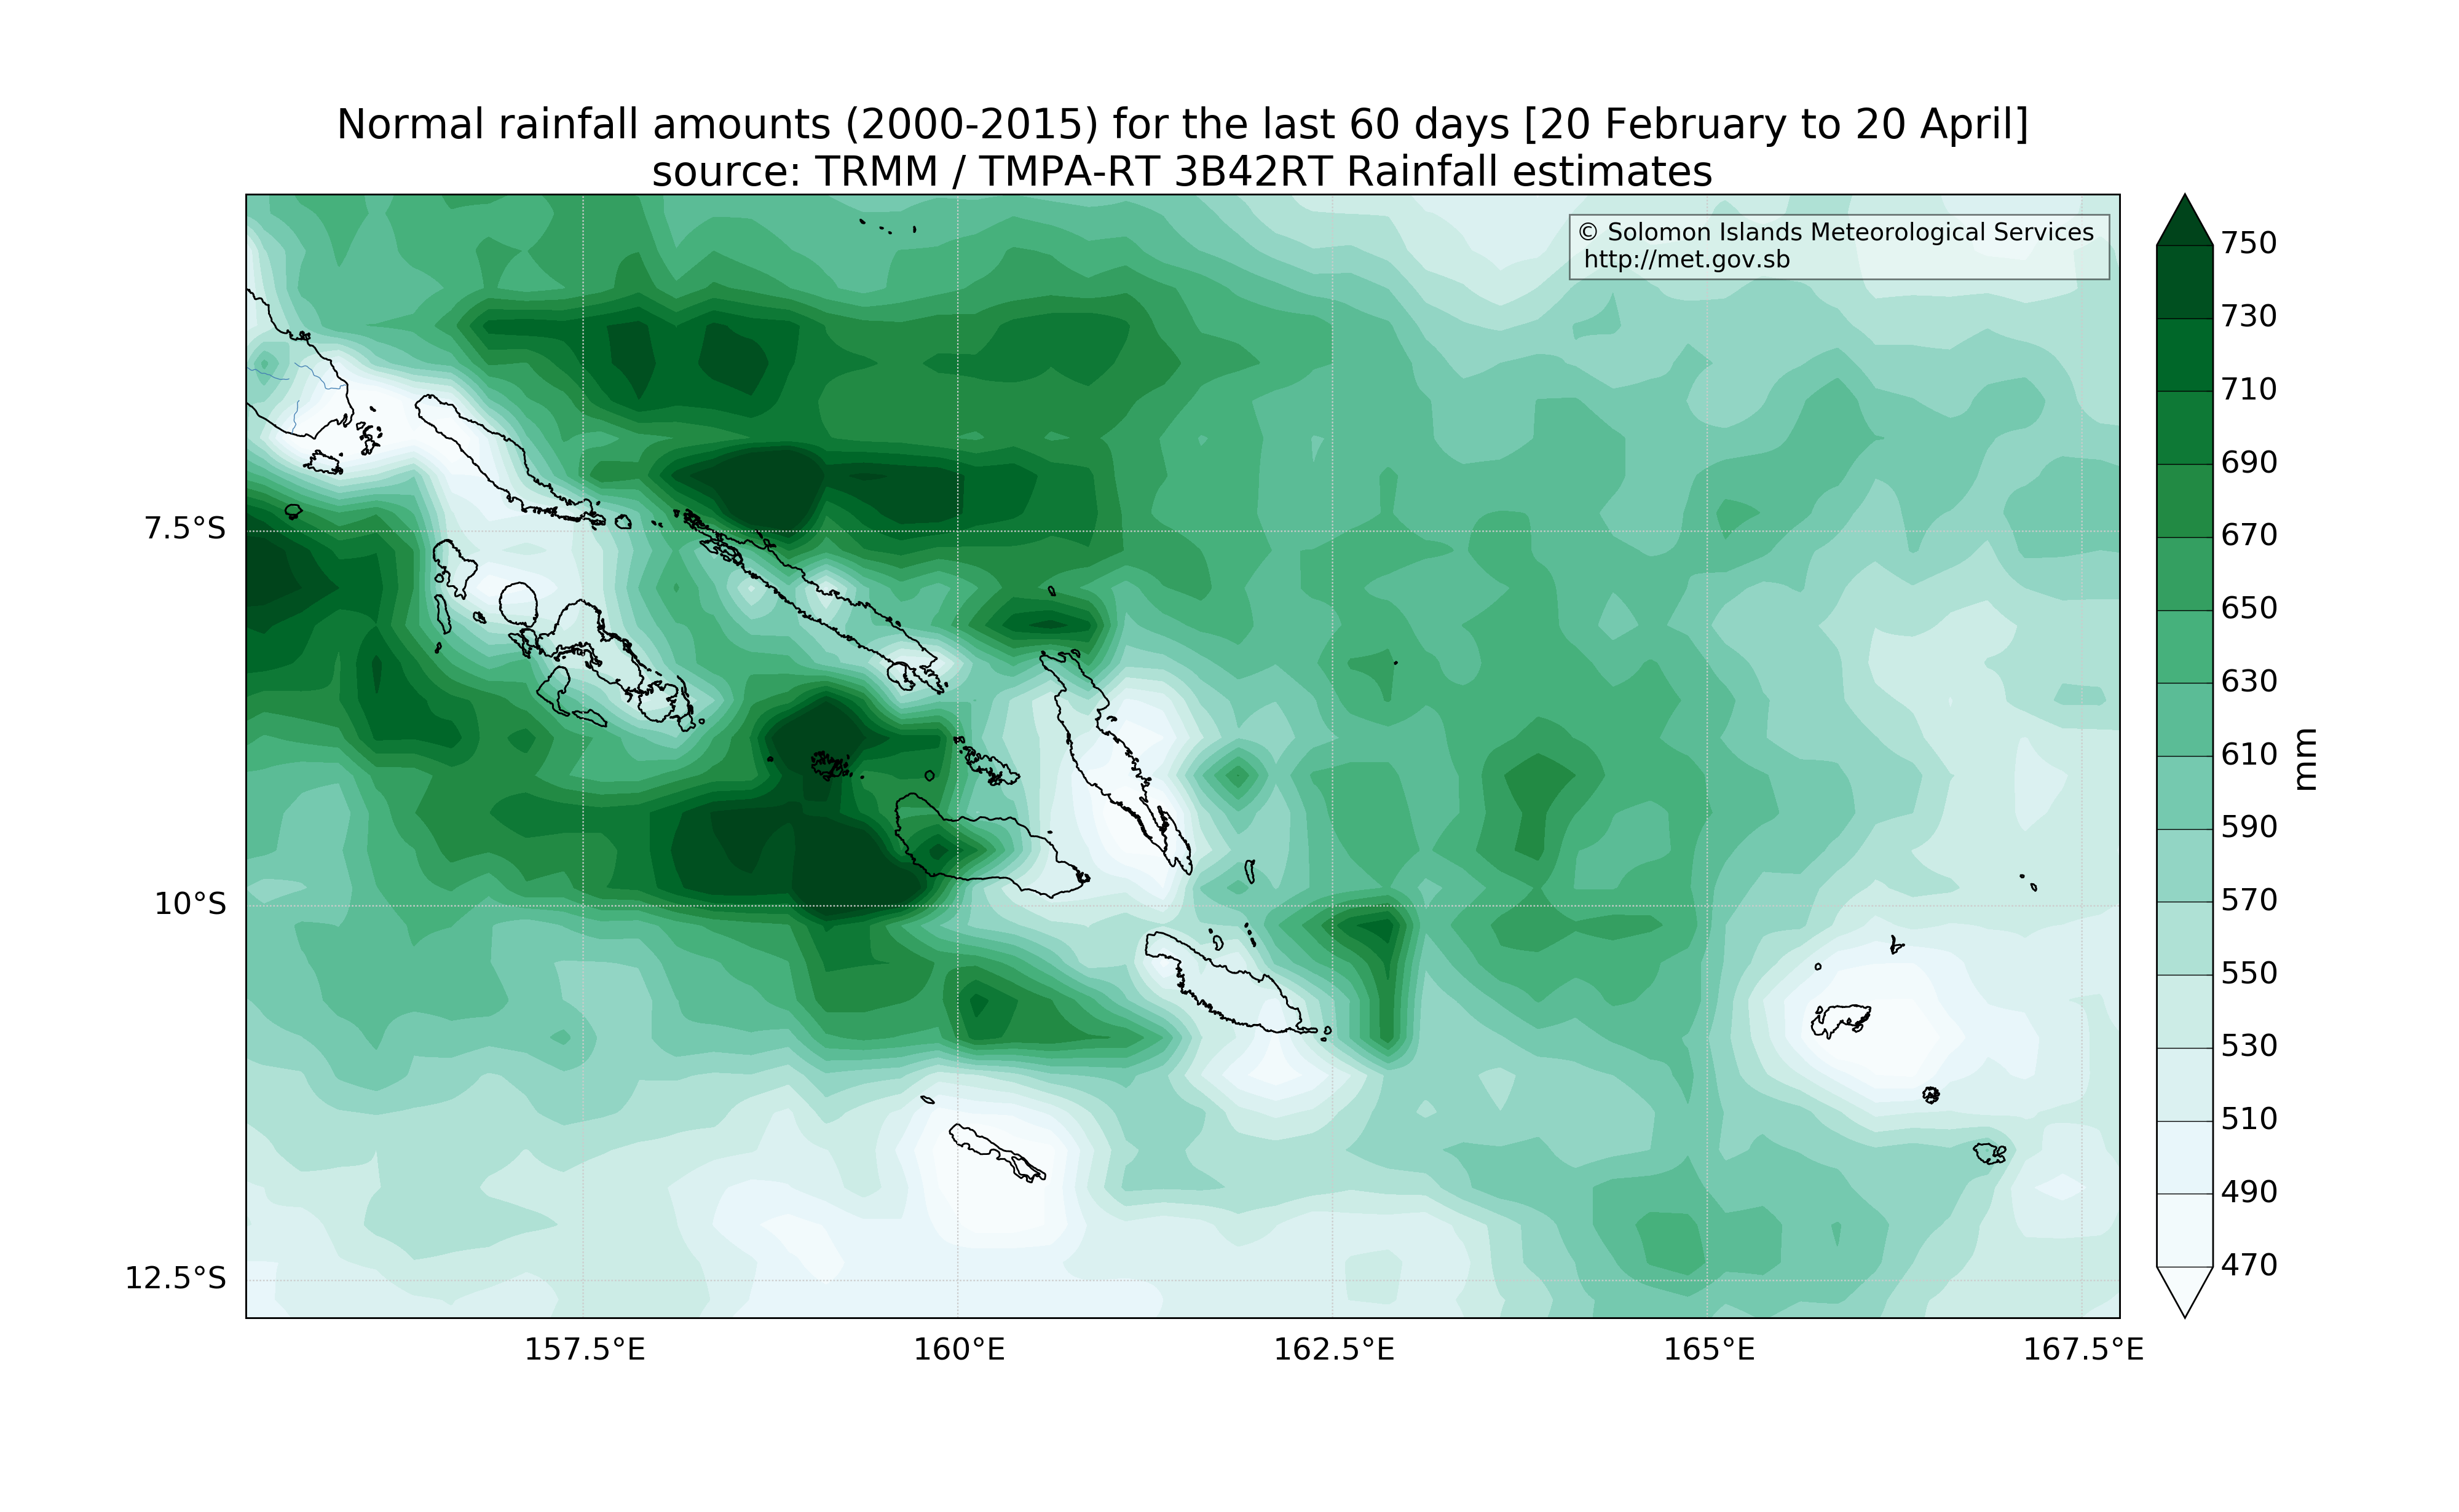 Normal rainfall amounts (2000-2015) for the last 60 days [20 February to 20 April]
source: TRMM / TMPA-RT 3B42RT Rainfall estimates
© Solomon Islands Meteorological Services
http://met.gov.sb
7.5°S
10°S
12.5°S
157.5°E
160°E
162.5°E
165°E
167.5°E
750
730
710
690
670
650
630
610
590
570
550
530
510
490
470
mm